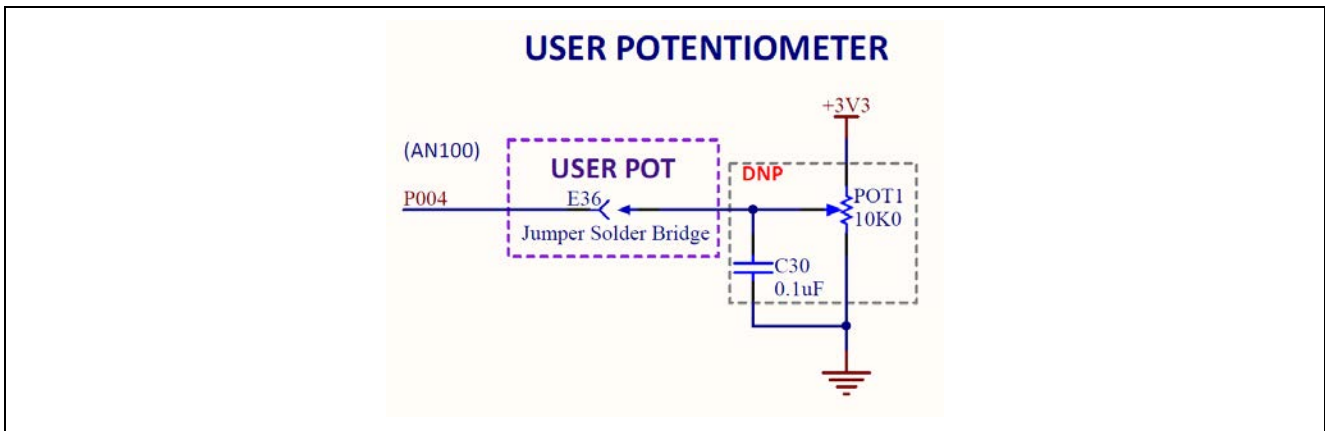 USER POTENTIOMETER
+3V3
(AN100)
USER POT
DNP
P004
E36
POT1
10K0
Jumper Solder Bridge
C30
0.1uF